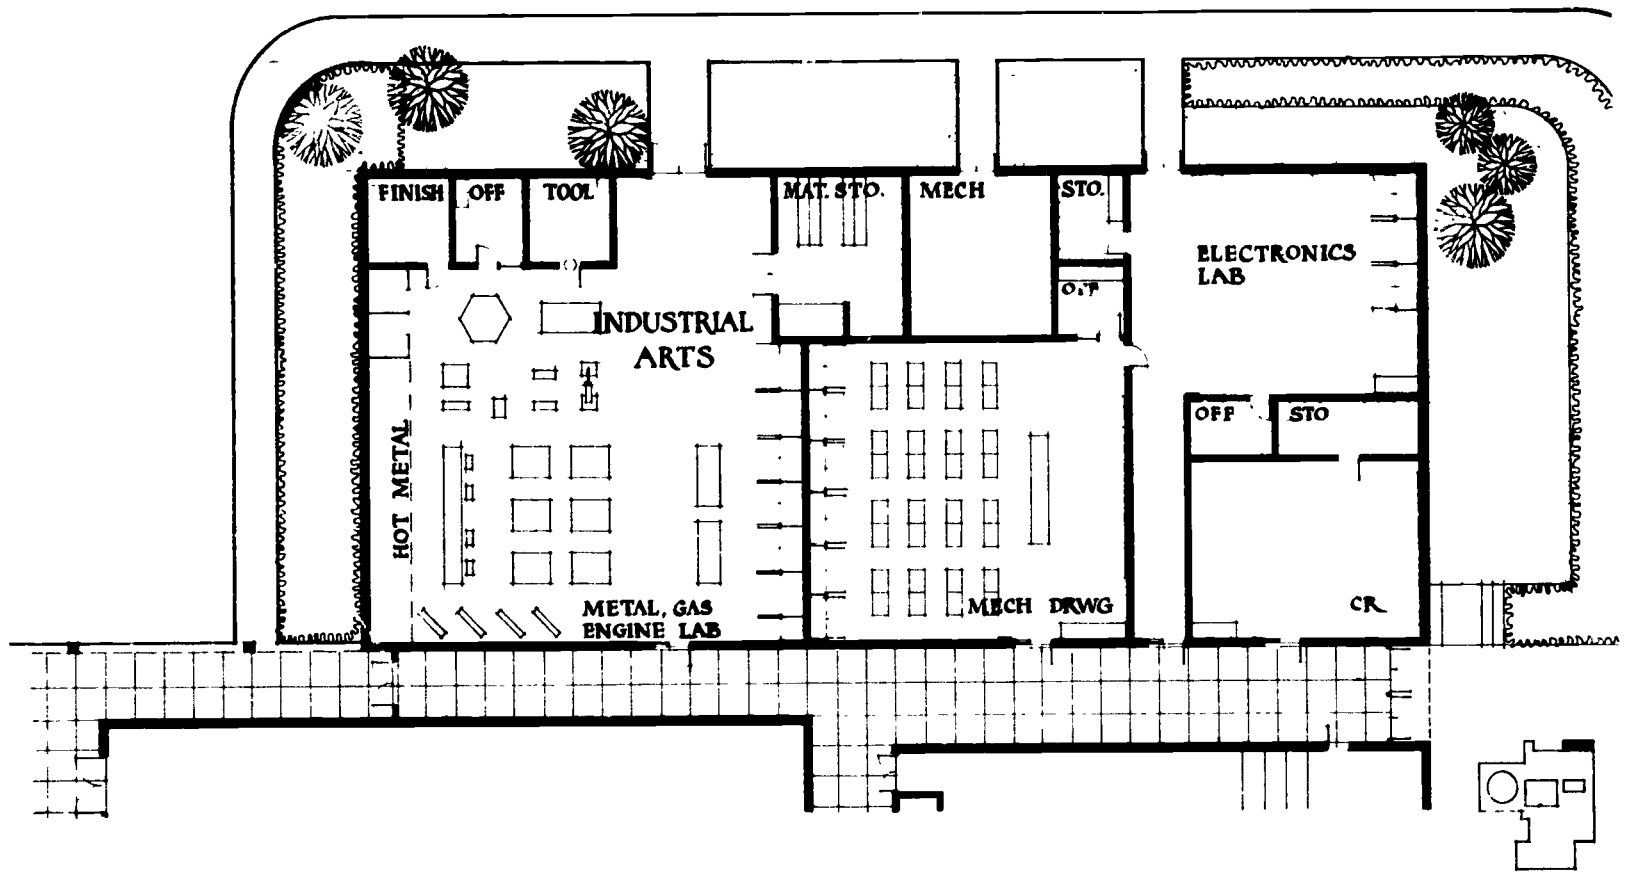 FINISH
OFF
TOOL
MAT. STO.
MECH
STO.
ELECTRONICS
LAB
INDUSTRIAL
ARTS
OFF
STO
HOT METAL
METAL, GAS
ENGINE LAB
MECH DRWG
CR